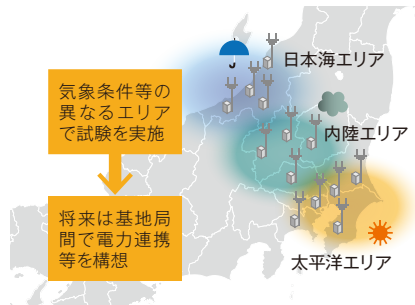 日本海エリア
気象条件等の
異なるエリア
で試験を実施
内陸エリア
将来は基地局
間で電力連携
等を構想
太平洋エリア